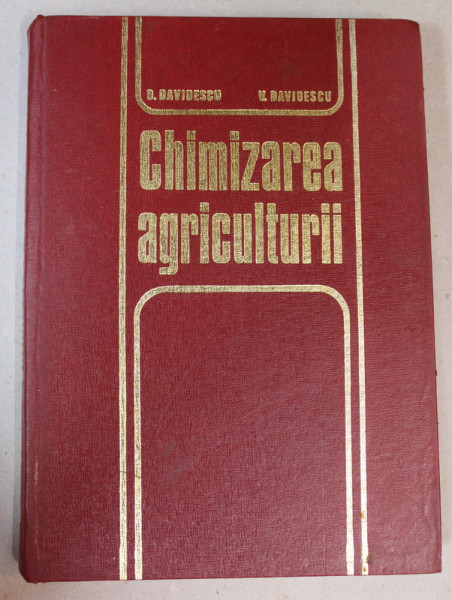 D. DAVIDESCU V. DAVIDESCU
Chimizarea
agriculturii